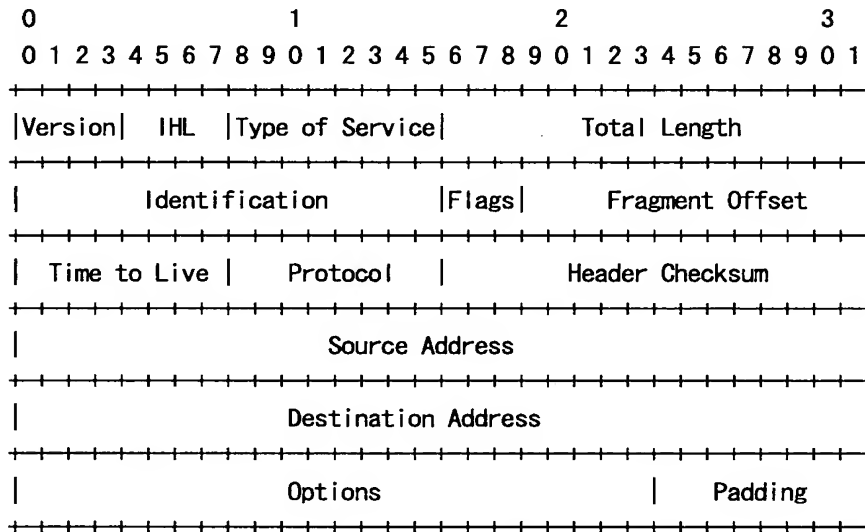 0 1 2 3
0 1 2 3 4 5 6 7 8 9 0 1 2 3 4 5 6 7 8 9 0 1 2 3 4 5 6 7 8 9 0 1
+-+-+-+-+-+-+-+-+-+-+-+-+-+-+-+-+-+-+-+-+-+-+-+-+-+-+-+-+-+-+-+-+
|Version| IHL |Type of Service| Total Length
+-+-+-+-+-+-+-+-+-+-+-+-+-+-+-+-+-+-+-+-+-+-+-+-+-+-+-+-+-+-+-+-+
| Identification |Flags| Fragment Offset
+-+-+-+-+-+-+-+-+-+-+-+-+-+-+-+-+-+-+-+-+-+-+-+-+-+-+-+-+-+-+-+-+
| Time to Live | Protocol | Header Checksum
+-+-+-+-+-+-+-+-+-+-+-+-+-+-+-+-+-+-+-+-+-+-+-+-+-+-+-+-+-+-+-+-+
| Source Address
+-+-+-+-+-+-+-+-+-+-+-+-+-+-+-+-+-+-+-+-+-+-+-+-+-+-+-+-+-+-+-+-+
| Destination Address
+-+-+-+-+-+-+-+-+-+-+-+-+-+-+-+-+-+-+-+-+-+-+-+-+-+-+-+-+-+-+-+-+
| Options | Padding
+-+-+-+-+-+-+-+-+-+-+-+-+-+-+-+-+-+-+-+-+-+-+-+-+-+-+-+-+-+-+-+-+